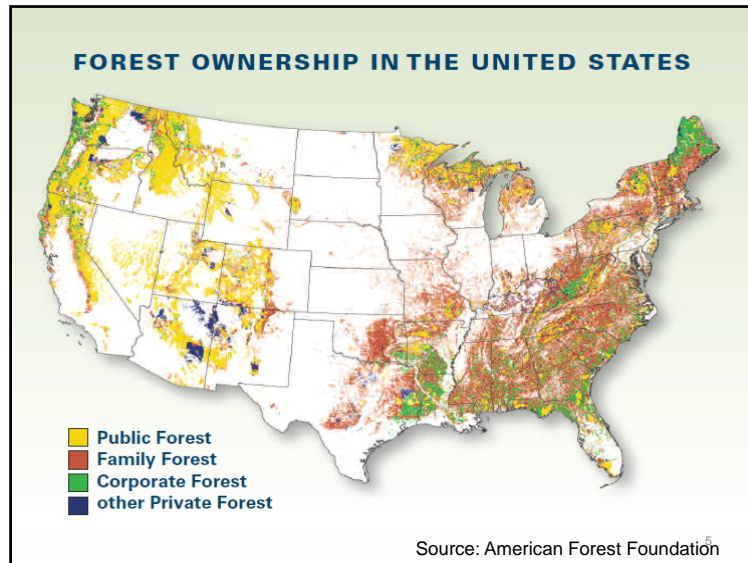 FOREST OWNERSHIP IN THE UNITED STATES
Public Forest
Family Forest
Corporate Forest
other Private Forest
Source: American Forest Foundation
5